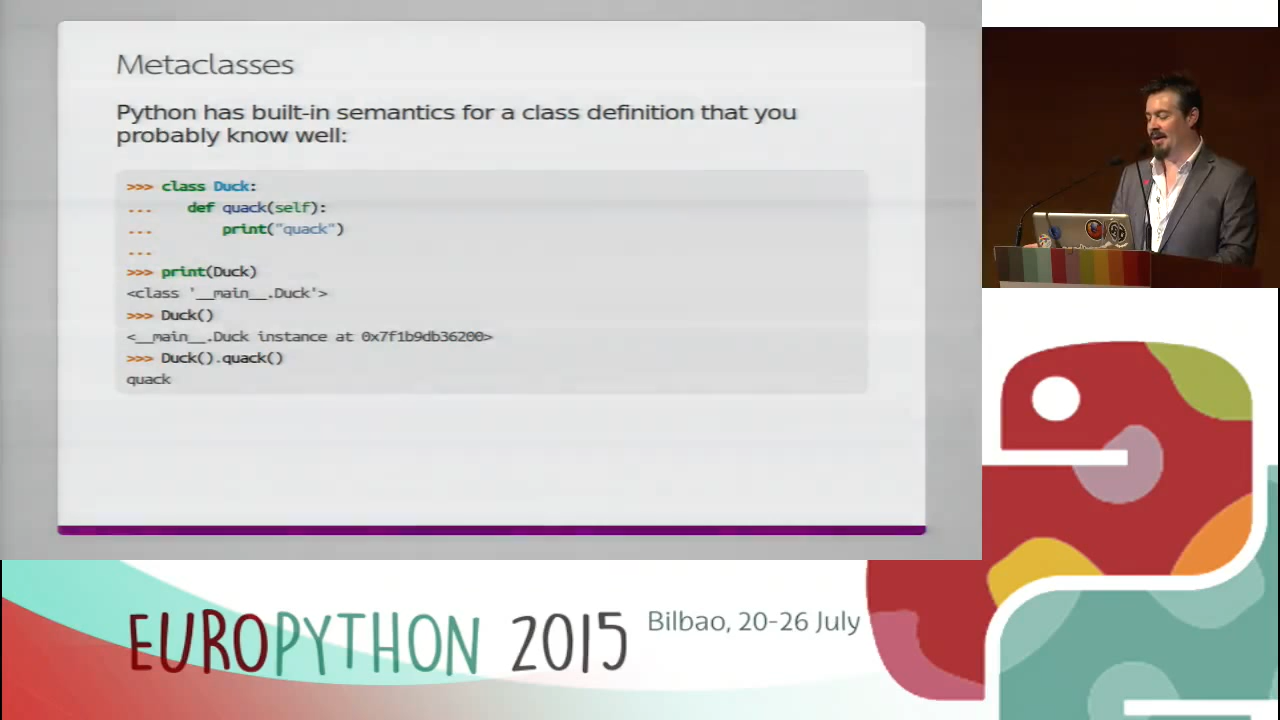 Metaclasses
Python has built-in semantics for a class definition that you
probably know well:
>>> class Duck:
...     def quack(self):
...         print("quack")
...
>>> print(Duck)
<class '__main__.Duck'>
>>> Duck()
<__main__.Duck instance at 0x7f1b9db36200>
>>> Duck().quack()
quack
EUROPYTHON 2015
Bilbao, 20-26 July